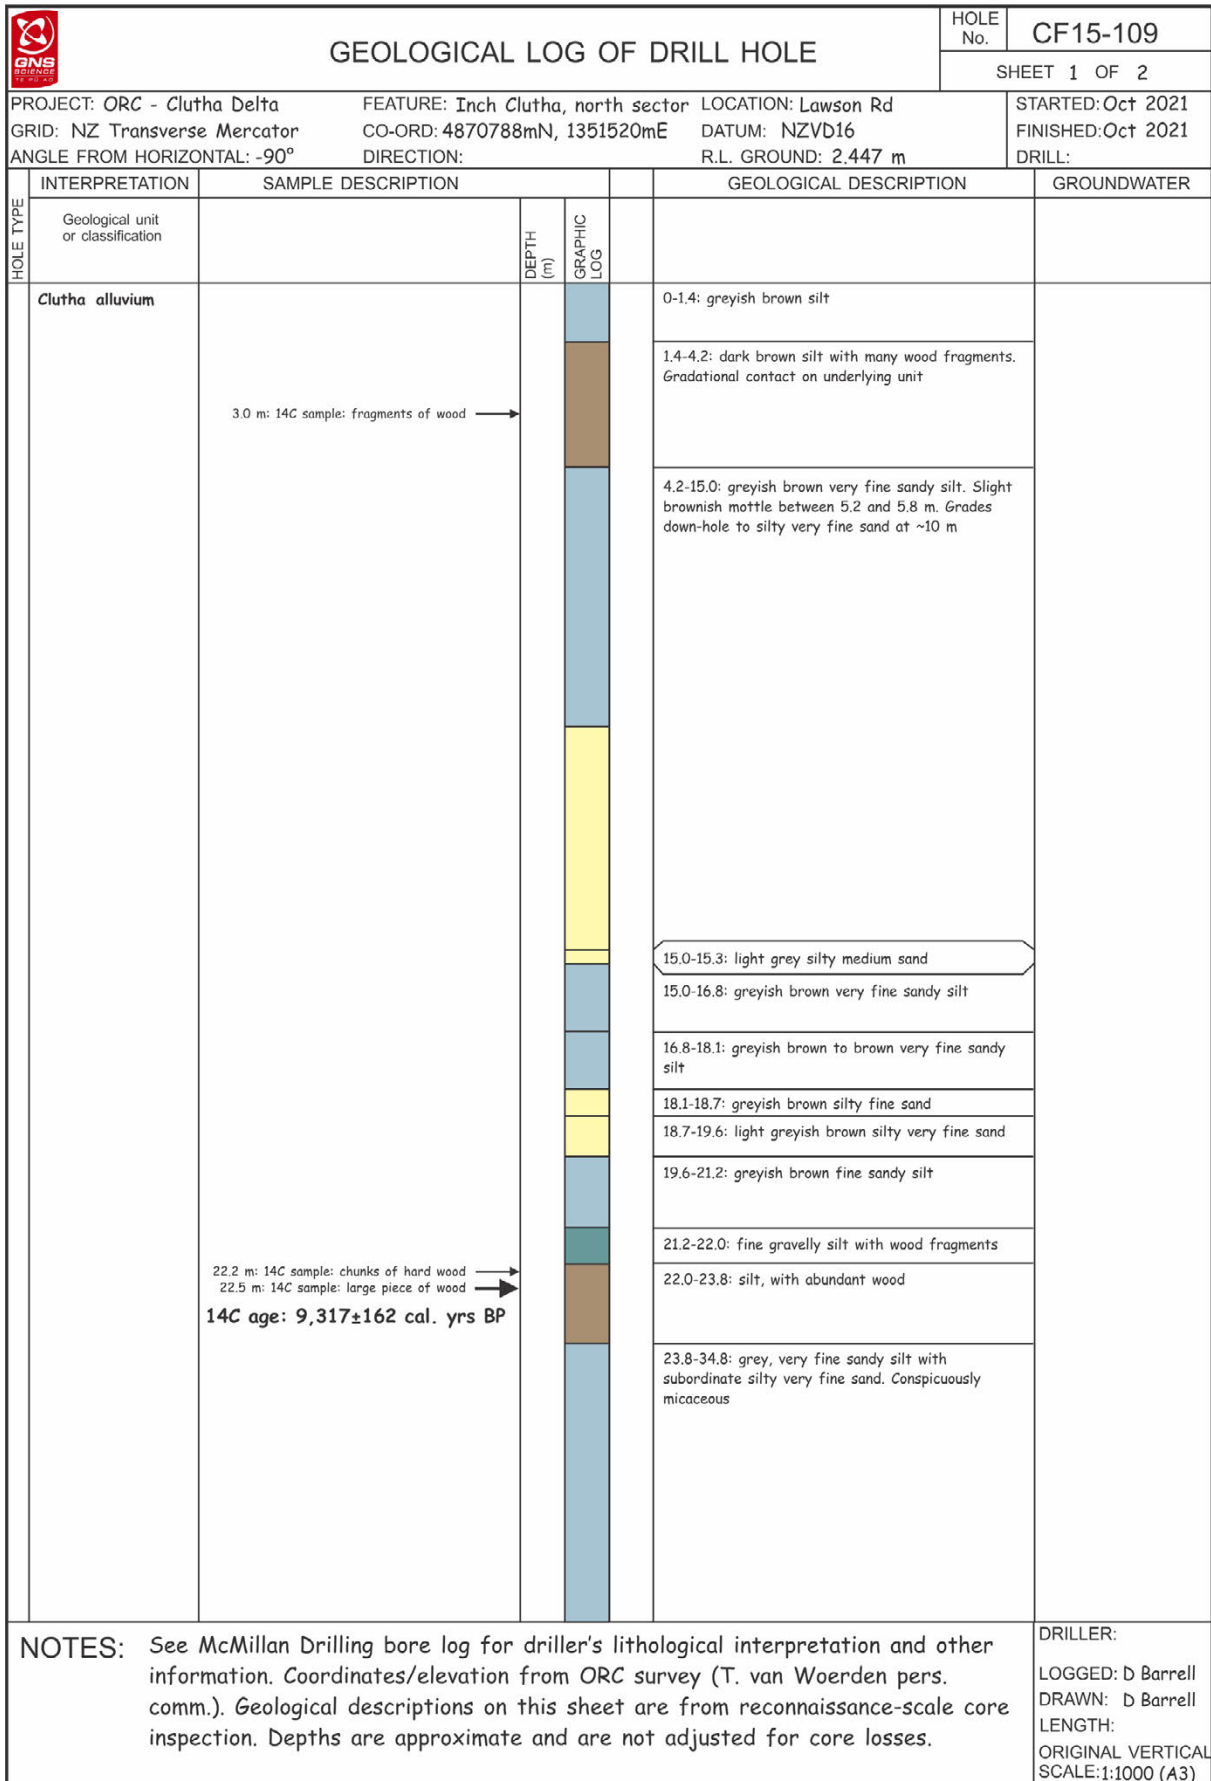 GNS
SCIENCE
TE PŪ AO
GEOLOGICAL LOG OF DRILL HOLE
HOLE No. CF15-109
SHEET 1 OF 2
PROJECT: ORC - Clutha Delta
FEATURE: Inch Clutha, north sector
LOCATION: Lawson Rd
STARTED: Oct 2021
GRID: NZ Transverse Mercator
CO-ORD: 4870788mN, 1351520mE
DATUM: NZVD16
FINISHED: Oct 2021
ANGLE FROM HORIZONTAL: -90°
DIRECTION:
R.L. GROUND: 2.447 m
DRILL:
HOLE TYPE
INTERPRETATION
SAMPLE DESCRIPTION
GEOLOGICAL DESCRIPTION
GROUNDWATER
Geological unit
or classification
DEPTH
(m)
GRAPHIC
LOG
Clutha alluvium
0-1.4: greyish brown silt
1.4-4.2: dark brown silt with many wood fragments.
Gradational contact on underlying unit
3.0 m: 14C sample: fragments of wood
4.2-15.0: greyish brown very fine sandy silt. Slight
brownish mottle between 5.2 and 5.8 m. Grades
down-hole to silty very fine sand at ~10 m
15.0-15.3: light grey silty medium sand
15.0-16.8: greyish brown very fine sandy silt
16.8-18.1: greyish brown to brown very fine sandy
silt
18.1-18.7: greyish brown silty fine sand
18.7-19.6: light greyish brown silty very fine sand
19.6-21.2: greyish brown fine sandy silt
21.2-22.0: fine gravelly silt with wood fragments
22.2 m: 14C sample: chunks of hard wood
22.0-23.8: silt, with abundant wood
22.5 m: 14C sample: large piece of wood
14C age: 9,317±162 cal. yrs BP
23.8-34.8: grey, very fine sandy silt with
subordinate silty very fine sand. Conspicuously
micaceous
NOTES: See McMillan Drilling bore log for driller's lithological interpretation and other
information. Coordinates/elevation from ORC survey (T. van Woerden pers.
comm.). Geological descriptions on this sheet are from reconnaissance-scale core
inspection. Depths are approximate and are not adjusted for core losses.
DRILLER:
LOGGED: D Barrell
DRAWN: D Barrell
LENGTH:
ORIGINAL VERTICAL
SCALE:1:1000 (A3)